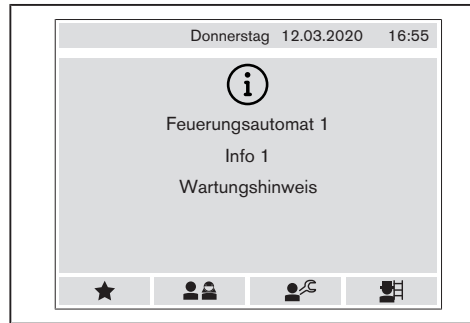 Donnerstag 12.03.2020 16:55
Feuerungsautomat 1
Info 1
Wartungshinweis